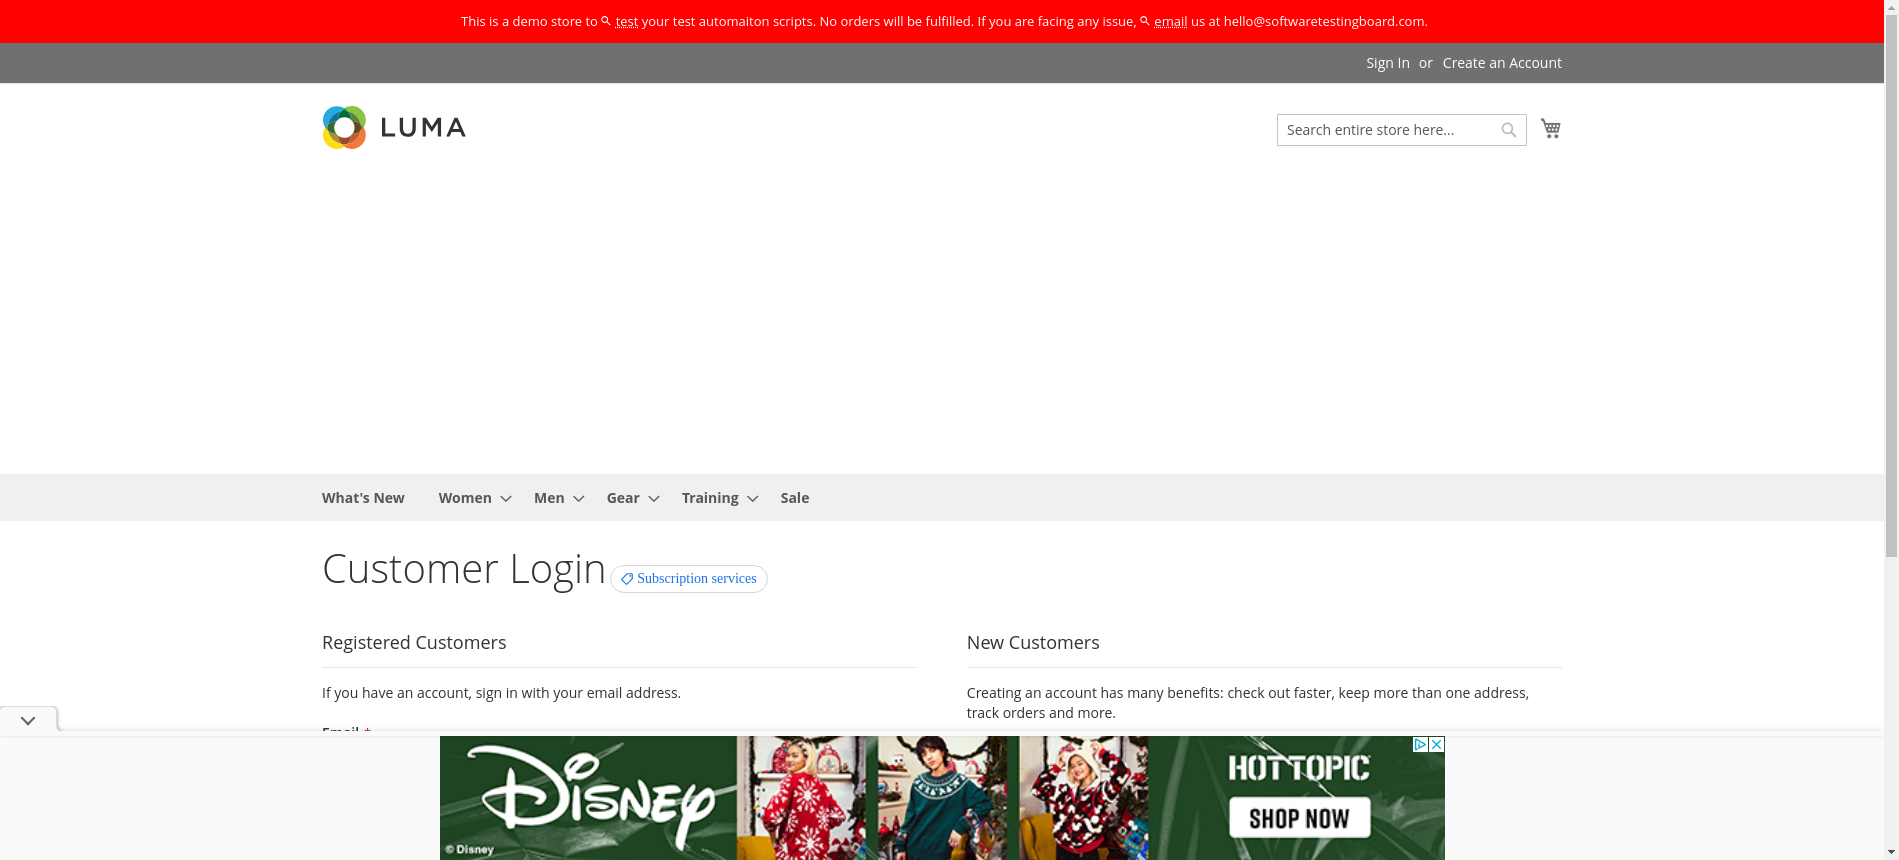 This is a demo store to test your test automaiton scripts. No orders will be fulfilled. If you are facing any issue, email us at hello@softwaretestingboard.com.
Sign In or Create an Account
LUMA
Search entire store here...
What's New Women Men Gear Training Sale
Customer Login Subscription services
Registered Customers
If you have an account, sign in with your email address.
Email *
New Customers
Creating an account has many benefits: check out faster, keep more than one address,
track orders and more.
Disney
© Disney
HOT TOPIC
SHOP NOW